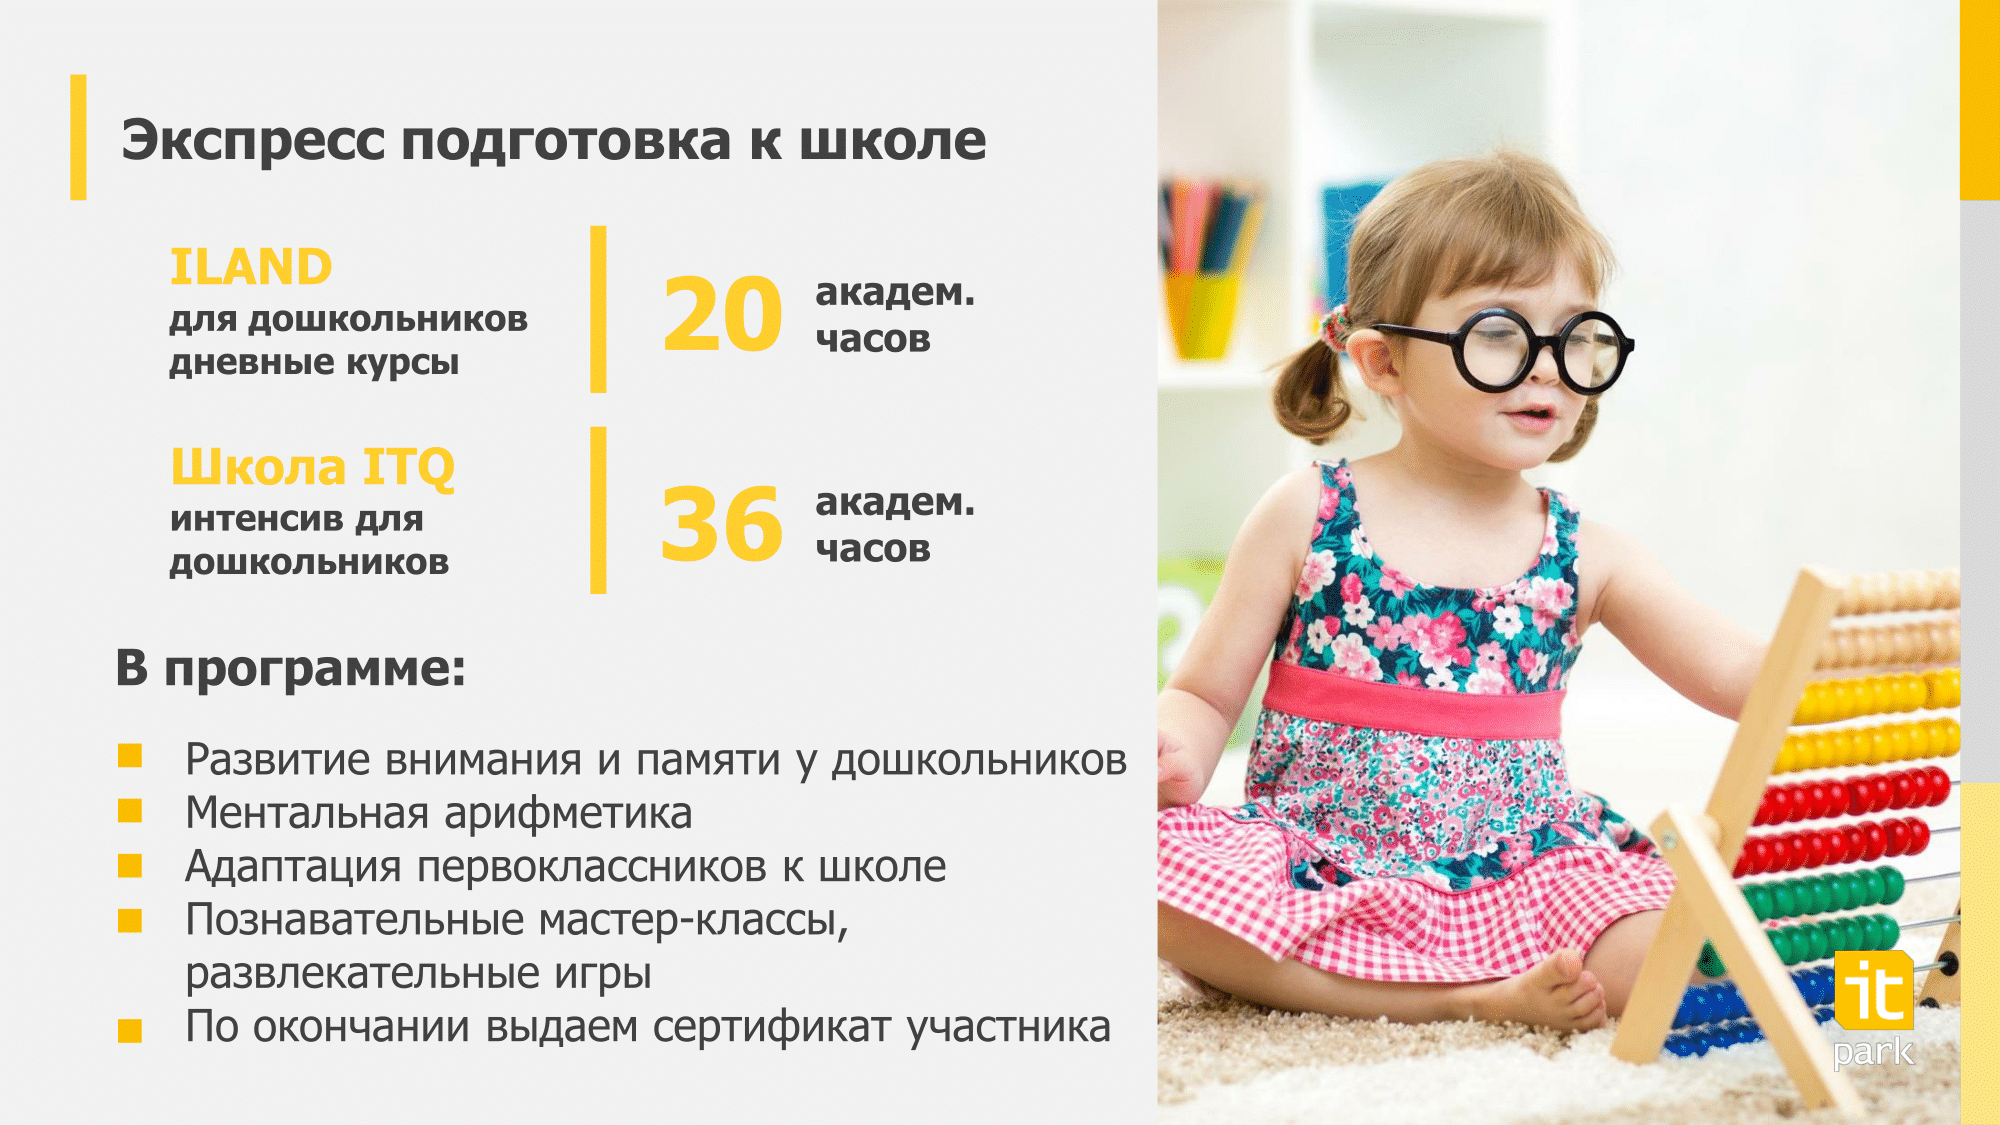 Экспресс подготовка к школе
ILAND
для дошкольников
дневные курсы
20
академ.
часов
Школа ITQ
интенсив для
дошкольников
36
академ.
часов
В программе:
Развитие внимания и памяти у дошкольников
Ментальная арифметика
Адаптация первоклассников к школе
Познавательные мастер-классы,
развлекательные игры
По окончании выдаем сертификат участника
it
park